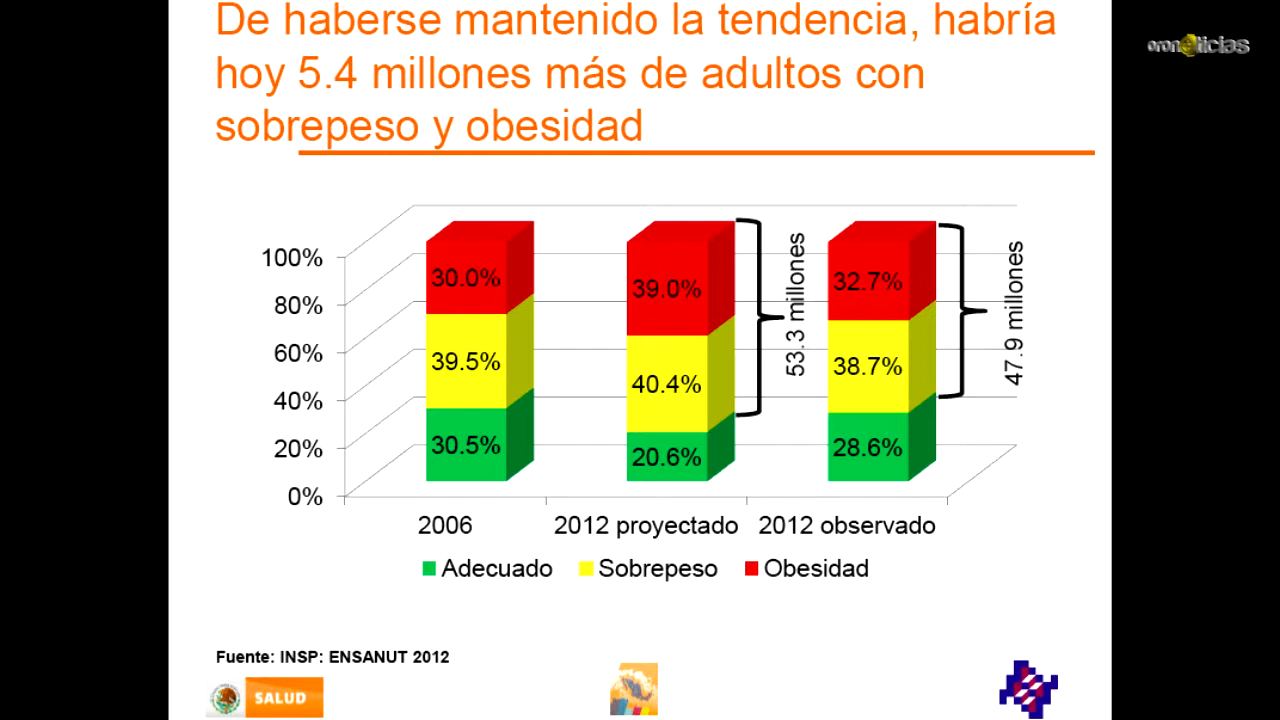 De haberse mantenido la tendencia, habría
hoy 5.4 millones más de adultos con
sobrepeso y obesidad
oronoticias
100%
80%
60%
40%
20%
0%
30.0%
39.5%
30.5%
39.0%
40.4%
20.6%
53.3 millones
32.7%
38.7%
28.6%
47.9 millones
2006
2012 proyectado
2012 observado
Adecuado
Sobrepeso
Obesidad
Fuente: INSP: ENSANUT 2012
SALUD